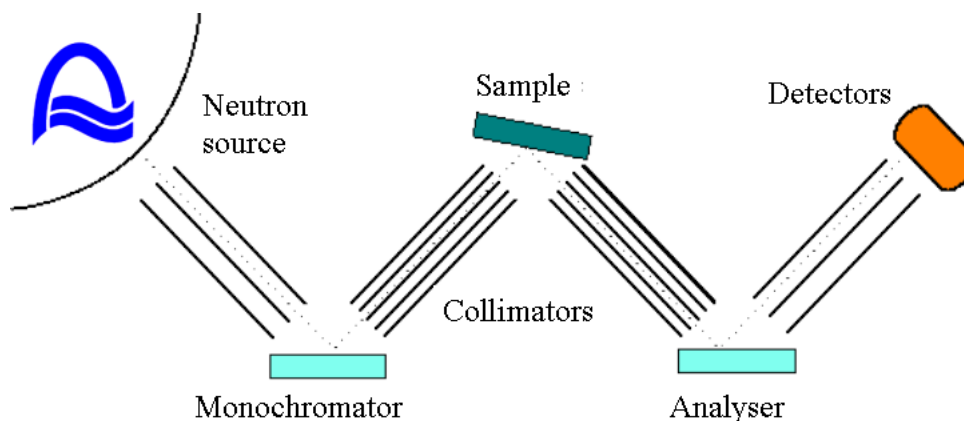 Neutron
source
Sample
Detectors
Collimators
Monochromator
Analyser